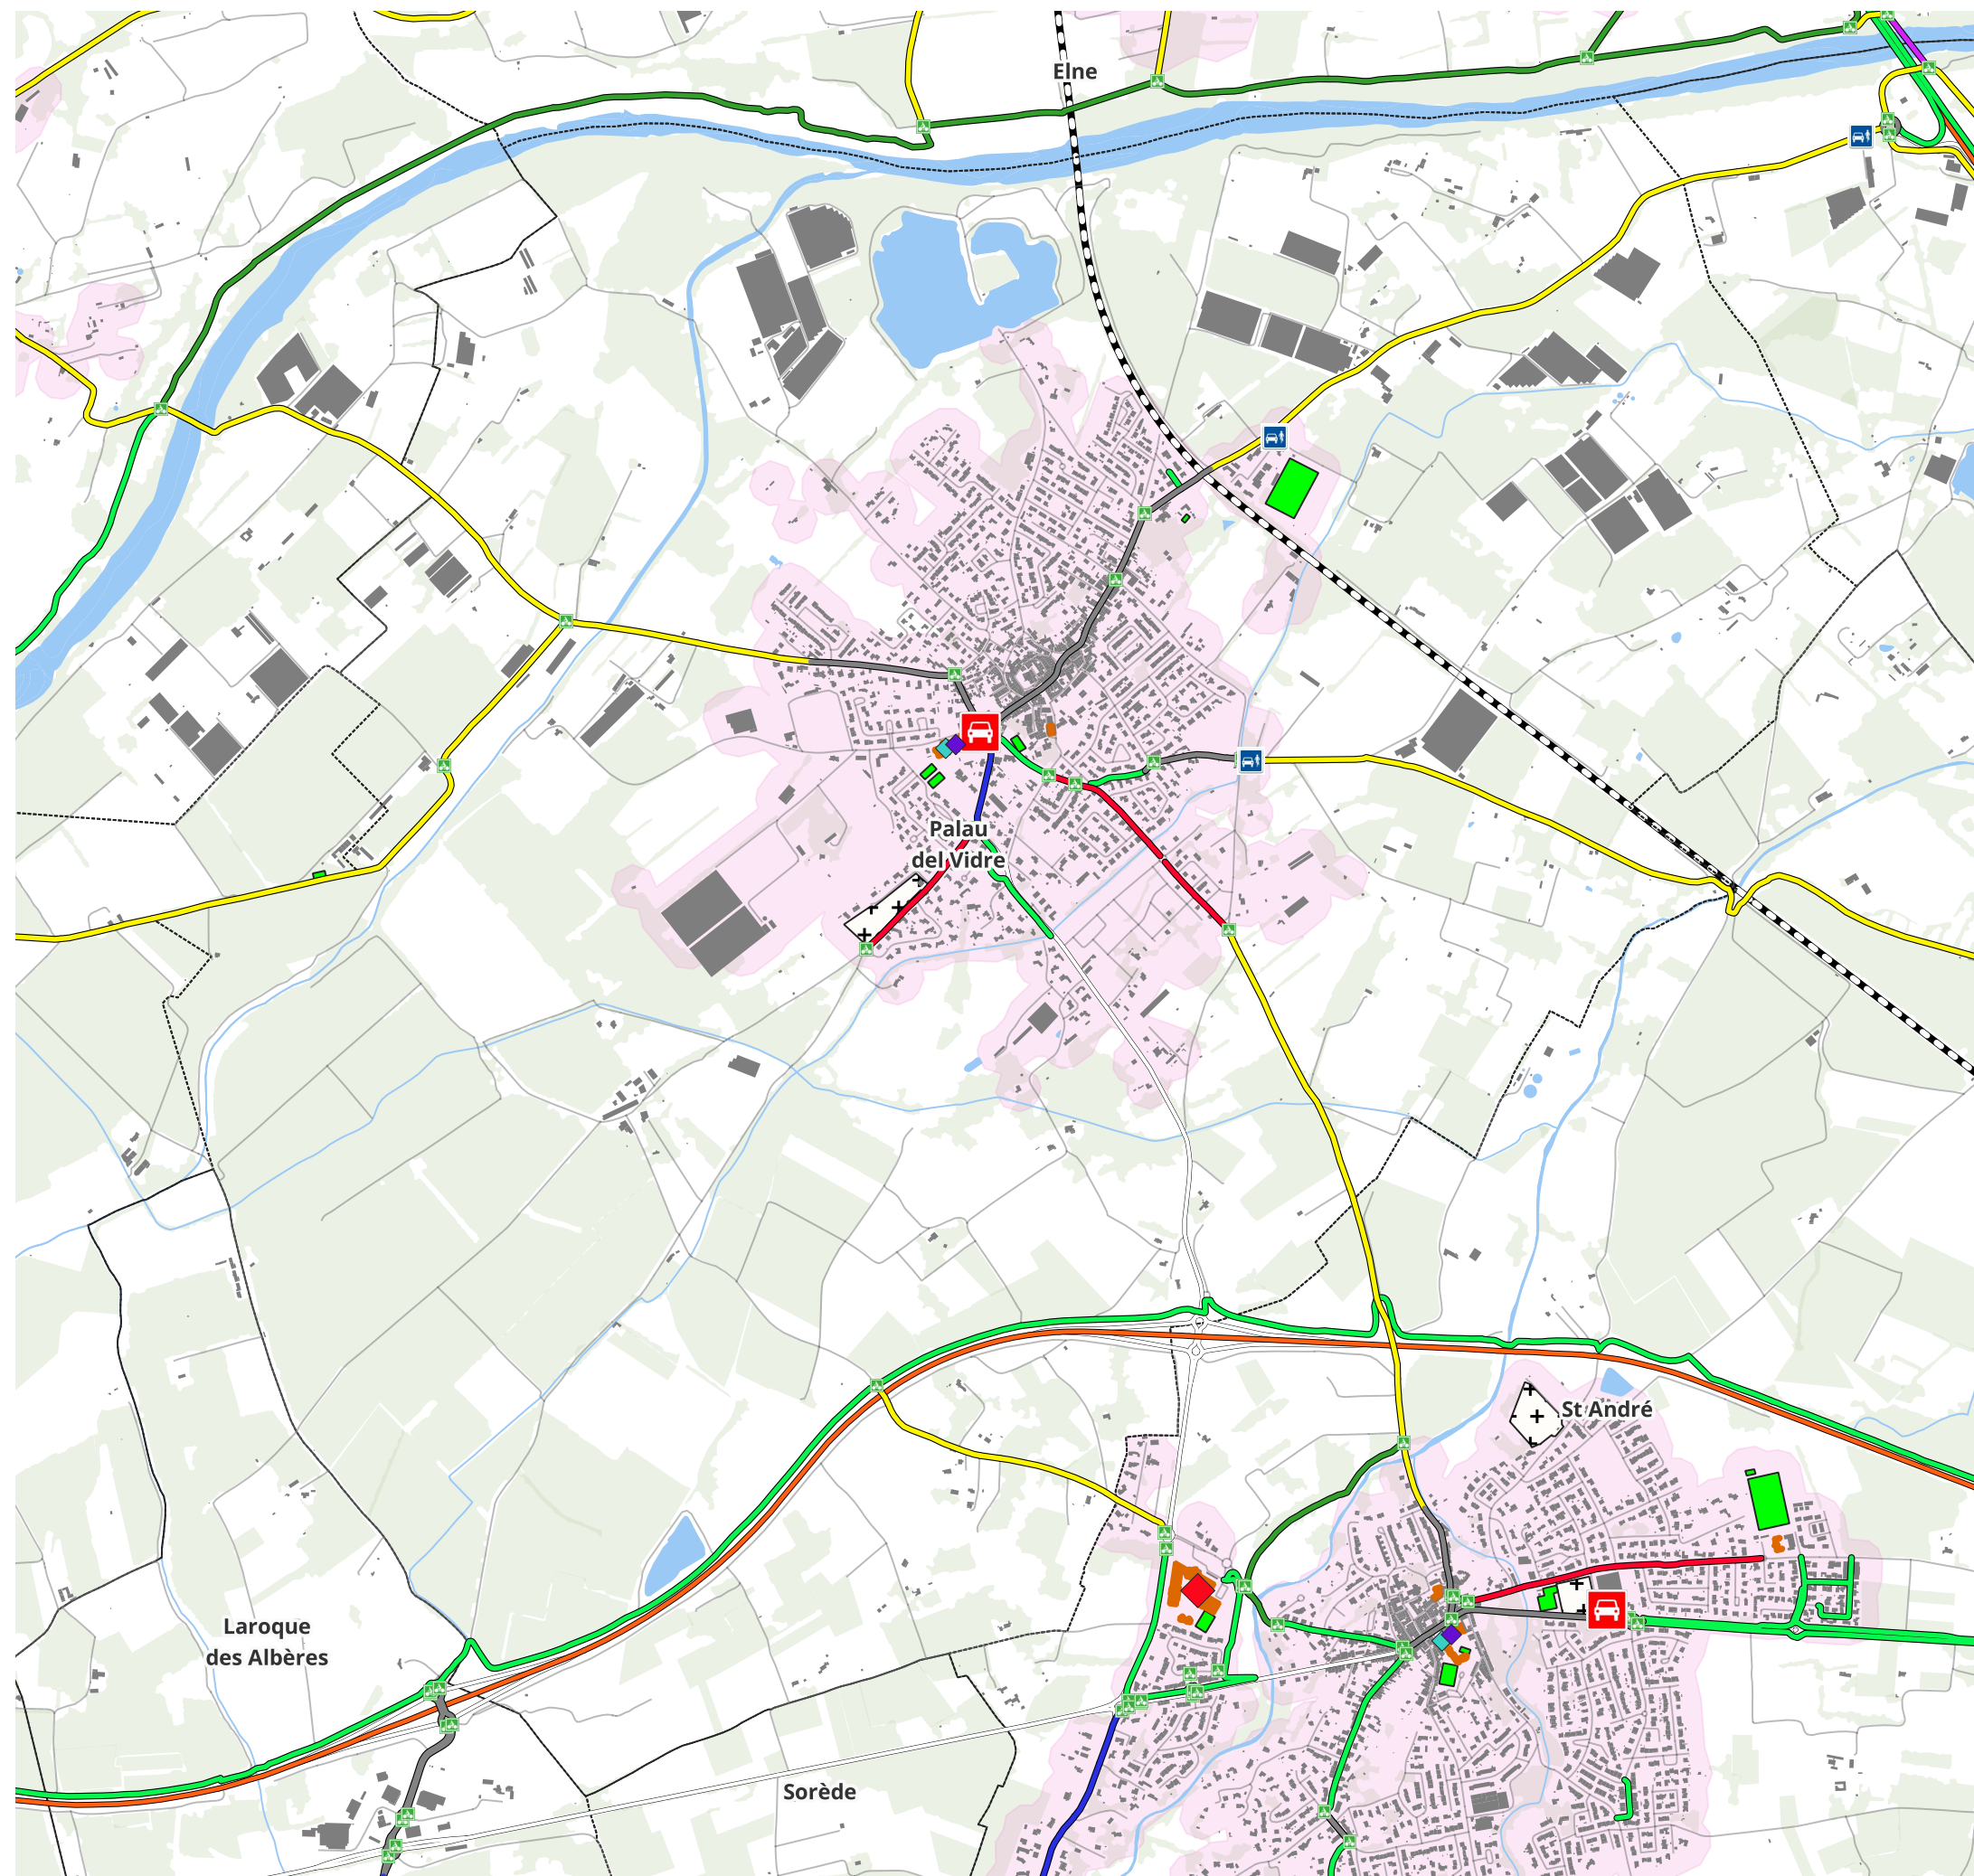 Elne
Palau
del Vidre
St André
Laroque
des Albères
Sorède